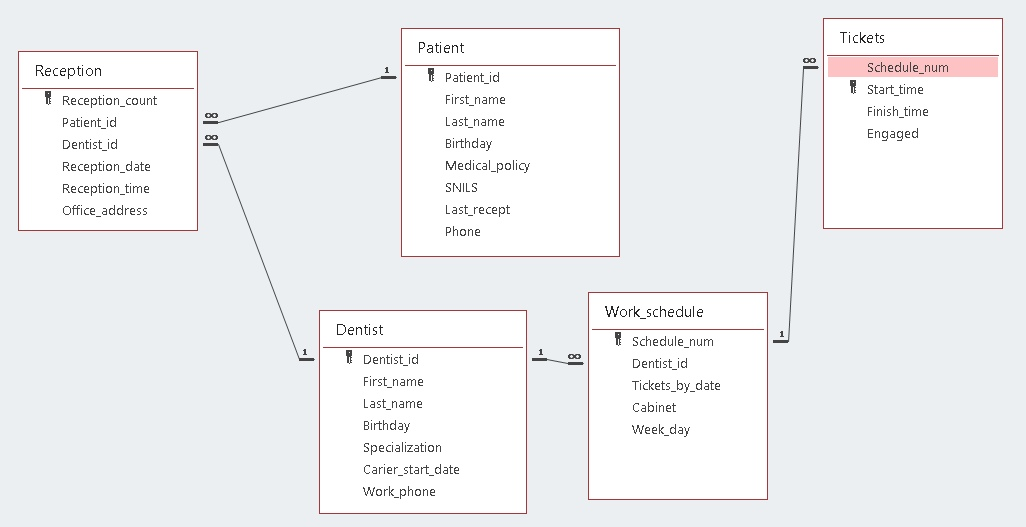 Reception
Reception_count
Patient_id
Dentist_id
Reception_date
Reception_time
Office_address
∞
∞
1
Patient
Patient_id
First_name
Last_name
Birthday
Medical_policy
SNILS
Last_recept
Phone
∞
Tickets
Schedule_num
Start_time
Finish_time
Engaged
1
Dentist
Dentist_id
First_name
Last_name
Birthday
Specialization
Carier_start_date
Work_phone
1
∞
Work_schedule
Schedule_num
Dentist_id
Tickets_by_date
Cabinet
Week_day
1